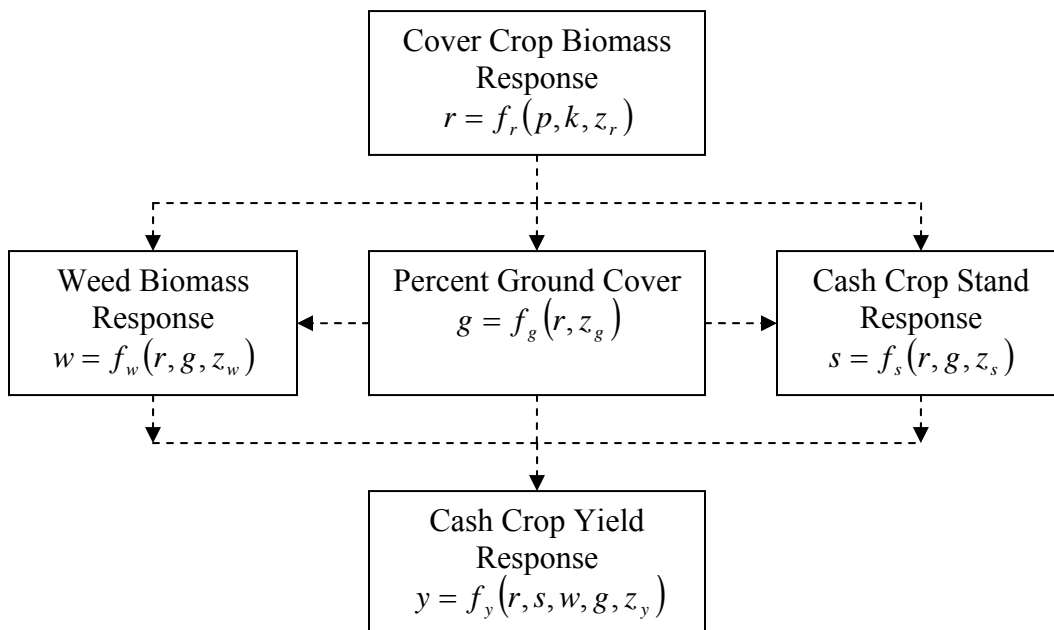 Cover Crop Biomass
Response
r = f_r(p, k, z_r)
Weed Biomass
Response
w = f_w(r, g, z_w)
Percent Ground Cover
g = f_g(r, z_g)
Cash Crop Stand
Response
s = f_s(r, g, z_s)
Cash Crop Yield
Response
y = f_y(r, s, w, g, z_y)